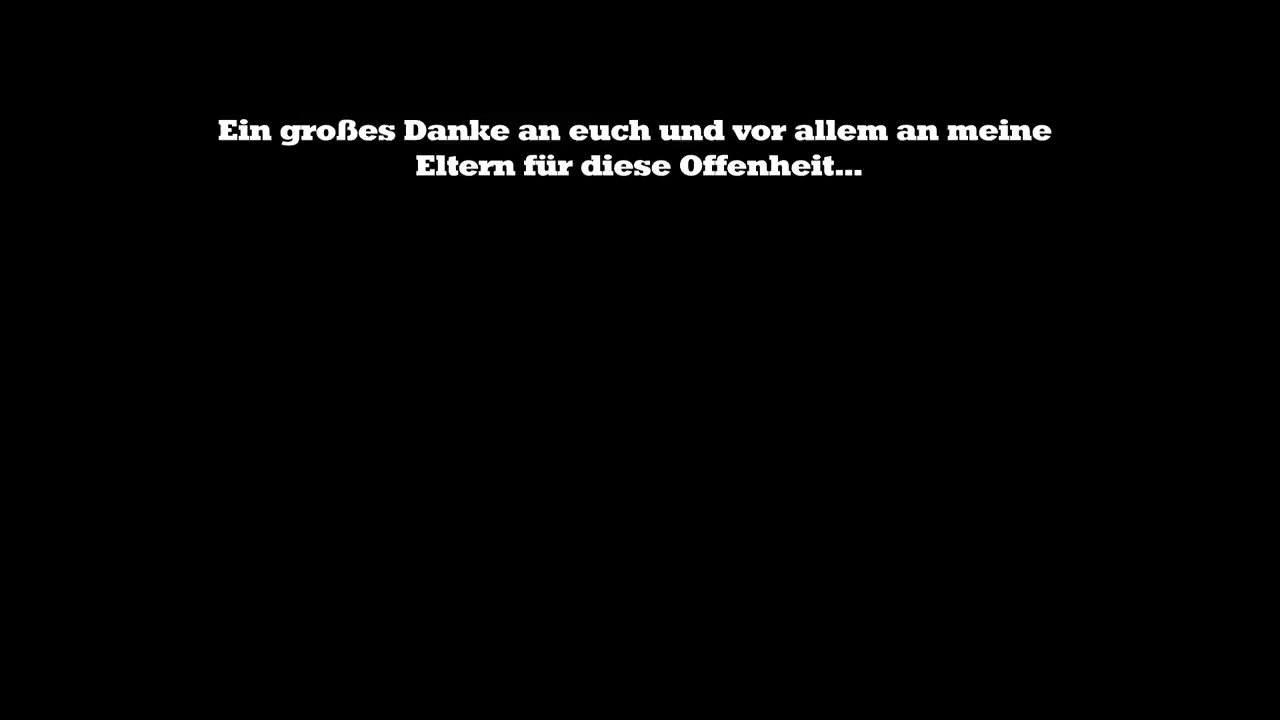 Ein großes Danke an euch und vor allem an meine
Eltern für diese Offenheit...